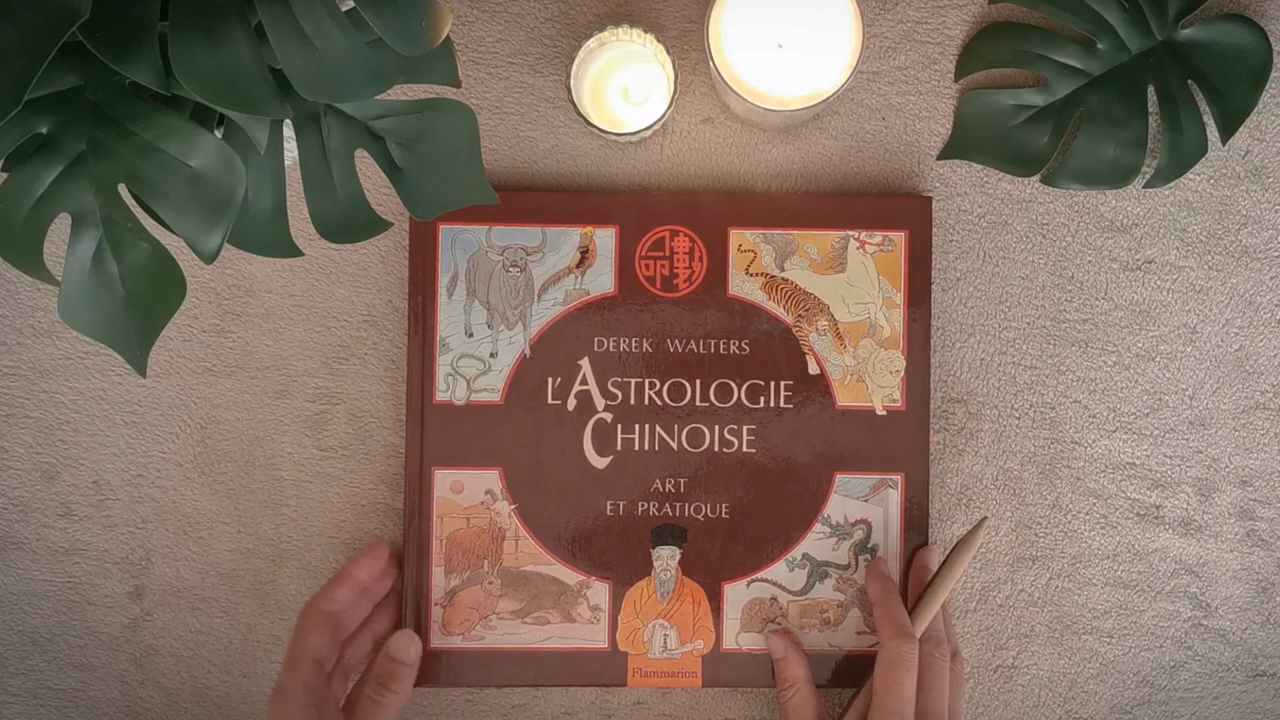 DEREK WALTERS
L'ASTROLOGIE
CHINOISE
ART
ET PRATIQUE
Flammarion